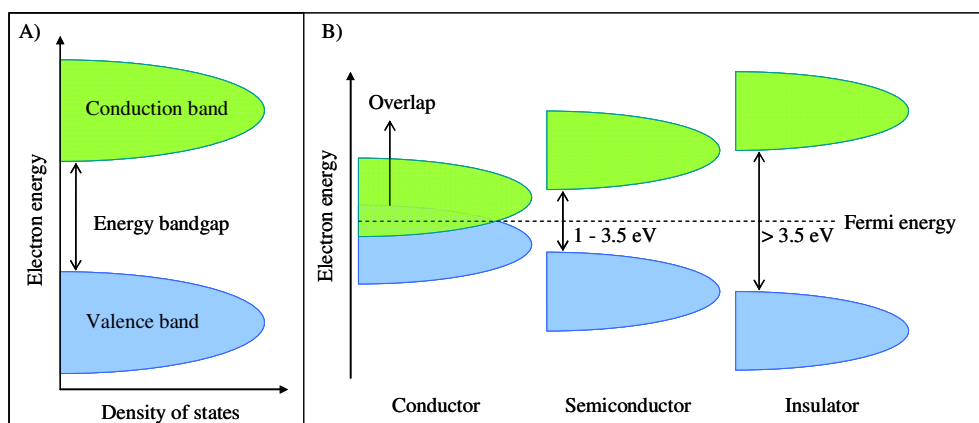 A)
Conduction band
Energy bandgap
Valence band
Electron energy
Density of states
B)
Overlap
Electron energy
1 - 3.5 eV
> 3.5 eV
Fermi energy
Conductor
Semiconductor
Insulator